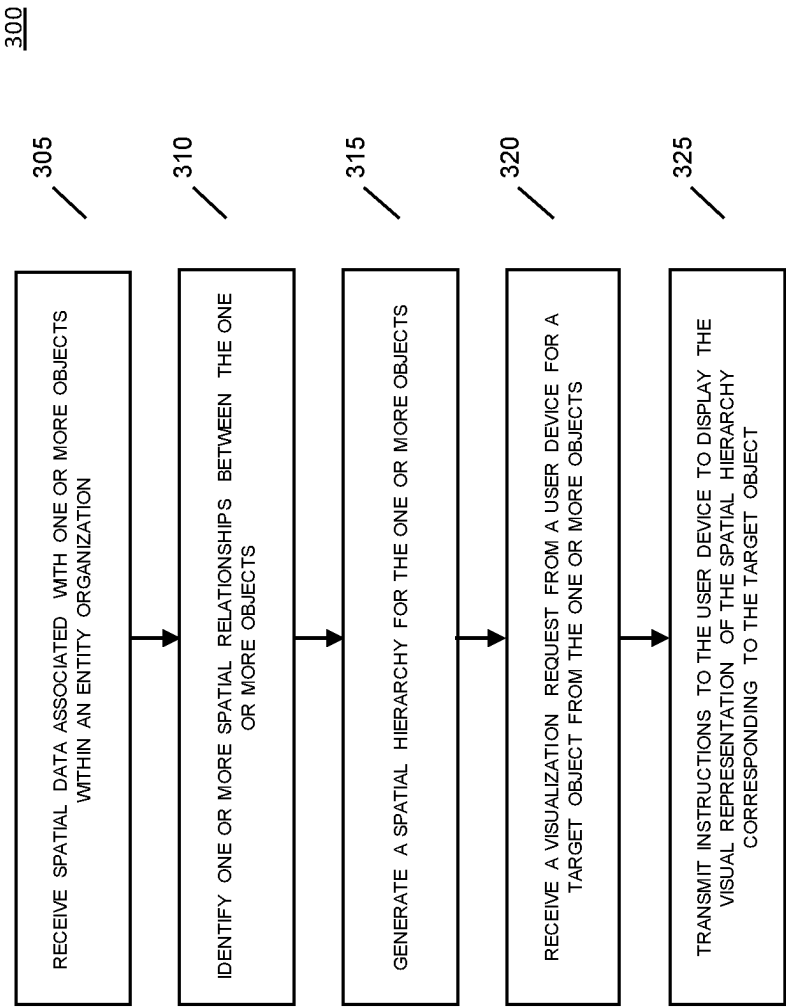 300
305
RECEIVE SPATIAL DATA ASSOCIATED WITH ONE OR MORE OBJECTS
WITHIN AN ENTITY ORGANIZATION
310
IDENTIFY ONE OR MORE SPATIAL RELATIONSHIPS BETWEEN THE ONE
OR MORE OBJECTS
315
GENERATE A SPATIAL HIERARCHY FOR THE ONE OR MORE OBJECTS
320
RECEIVE A VISUALIZATION REQUEST FROM A USER DEVICE FOR A
TARGET OBJECT FROM THE ONE OR MORE OBJECTS
325
TRANSMIT INSTRUCTIONS TO THE USER DEVICE TO DISPLAY THE
VISUAL REPRESENTATION OF THE SPATIAL HIERARCHY
CORRESPONDING TO THE TARGET OBJECT